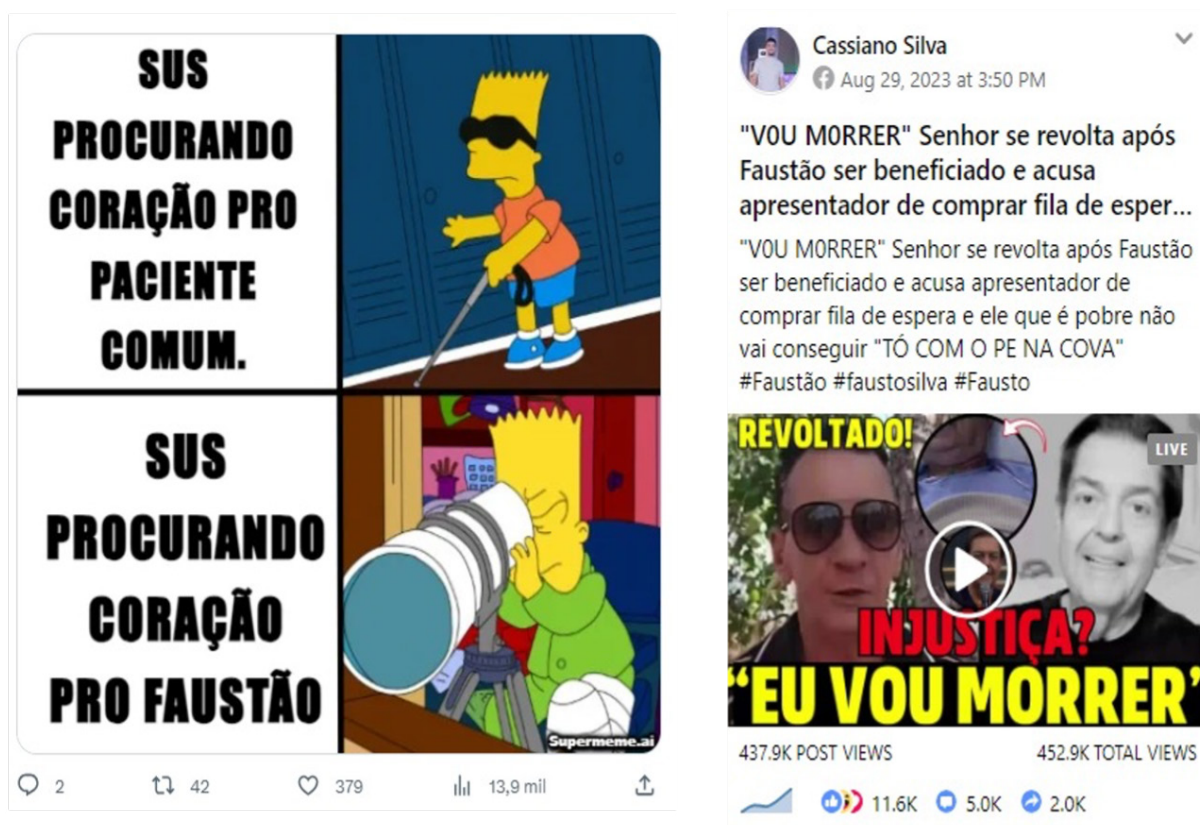 SUS
PROCURANDO
CORAÇÃO PRO
PACIENTE
COMUM.
SUS
PROCURANDO
CORAÇÃO
PRO FAUSTÃO
Supermeme.ai
2
42
379
13,9 mil
Cassiano Silva
Aug 29, 2023 at 3:50 PM
"V0U M0RRER" Senhor se revolta após
Faustão ser beneficiado e acusa
apresentador de comprar fila de esper...
"V0U M0RRER" Senhor se revolta após Faustão
ser beneficiado e acusa apresentador de
comprar fila de espera e ele que é pobre não
vai conseguir "TÓ COM O PE NA COVA"
#Faustão #faustosilva #Fausto
REVOLTADO!
LIVE
INJUSTIÇA?
“EU VOU MORRER”
437.9K POST VIEWS
452.9K TOTAL VIEWS
11.6K
5.0K
2.0K